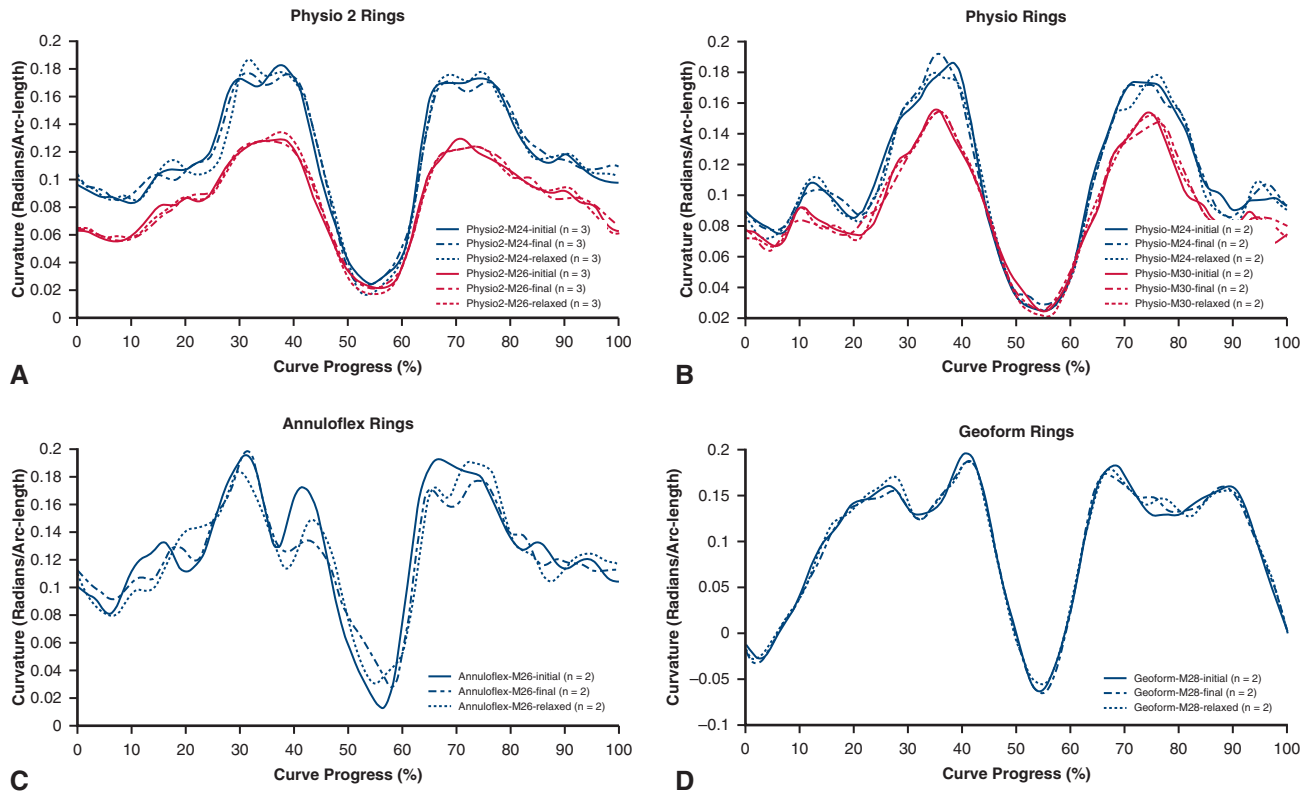 Physio 2 Rings
Curvature (Radians/Arc-length)
0.2
0.18
0.16
0.14
0.12
0.1
0.08
0.06
0.04
0.02
0
Physio2-M24-initial (n = 3)
Physio2-M24-final (n = 3)
Physio2-M24-relaxed (n = 3)
Physio2-M26-initial (n = 3)
Physio2-M26-final (n = 3)
Physio2-M26-relaxed (n = 3)
0 10 20 30 40 50 60 70 80 90 100
Curve Progress (%)
A
Physio Rings
Curvature (Radians/Arc-length)
0.2
0.18
0.16
0.14
0.12
0.1
0.08
0.06
0.04
0.02
Physio-M24-initial (n = 2)
Physio-M24-final (n = 2)
Physio-M24-relaxed (n = 2)
Physio-M30-initial (n = 2)
Physio-M30-final (n = 2)
Physio-M30-relaxed (n = 2)
0 10 20 30 40 50 60 70 80 90 100
Curve Progress (%)
B
Annuloflex Rings
Curvature (Radians/Arc-length)
0.2
0.18
0.16
0.14
0.12
0.1
0.08
0.06
0.04
0.02
0
Annuloflex-M26-initial (n = 2)
Annuloflex-M26-final (n = 2)
Annuloflex-M26-relaxed (n = 2)
0 10 20 30 40 50 60 70 80 90 100
Curve Progress (%)
C
Geoform Rings
Curvature (Radians/Arc-length)
0.2
0.15
0.1
0.05
0
−0.05
−0.1
Geoform-M28-initial (n = 2)
Geoform-M28-final (n = 2)
Geoform-M28-relaxed (n = 2)
0 10 20 30 40 50 60 70 80 90 100
Curve Progress (%)
D